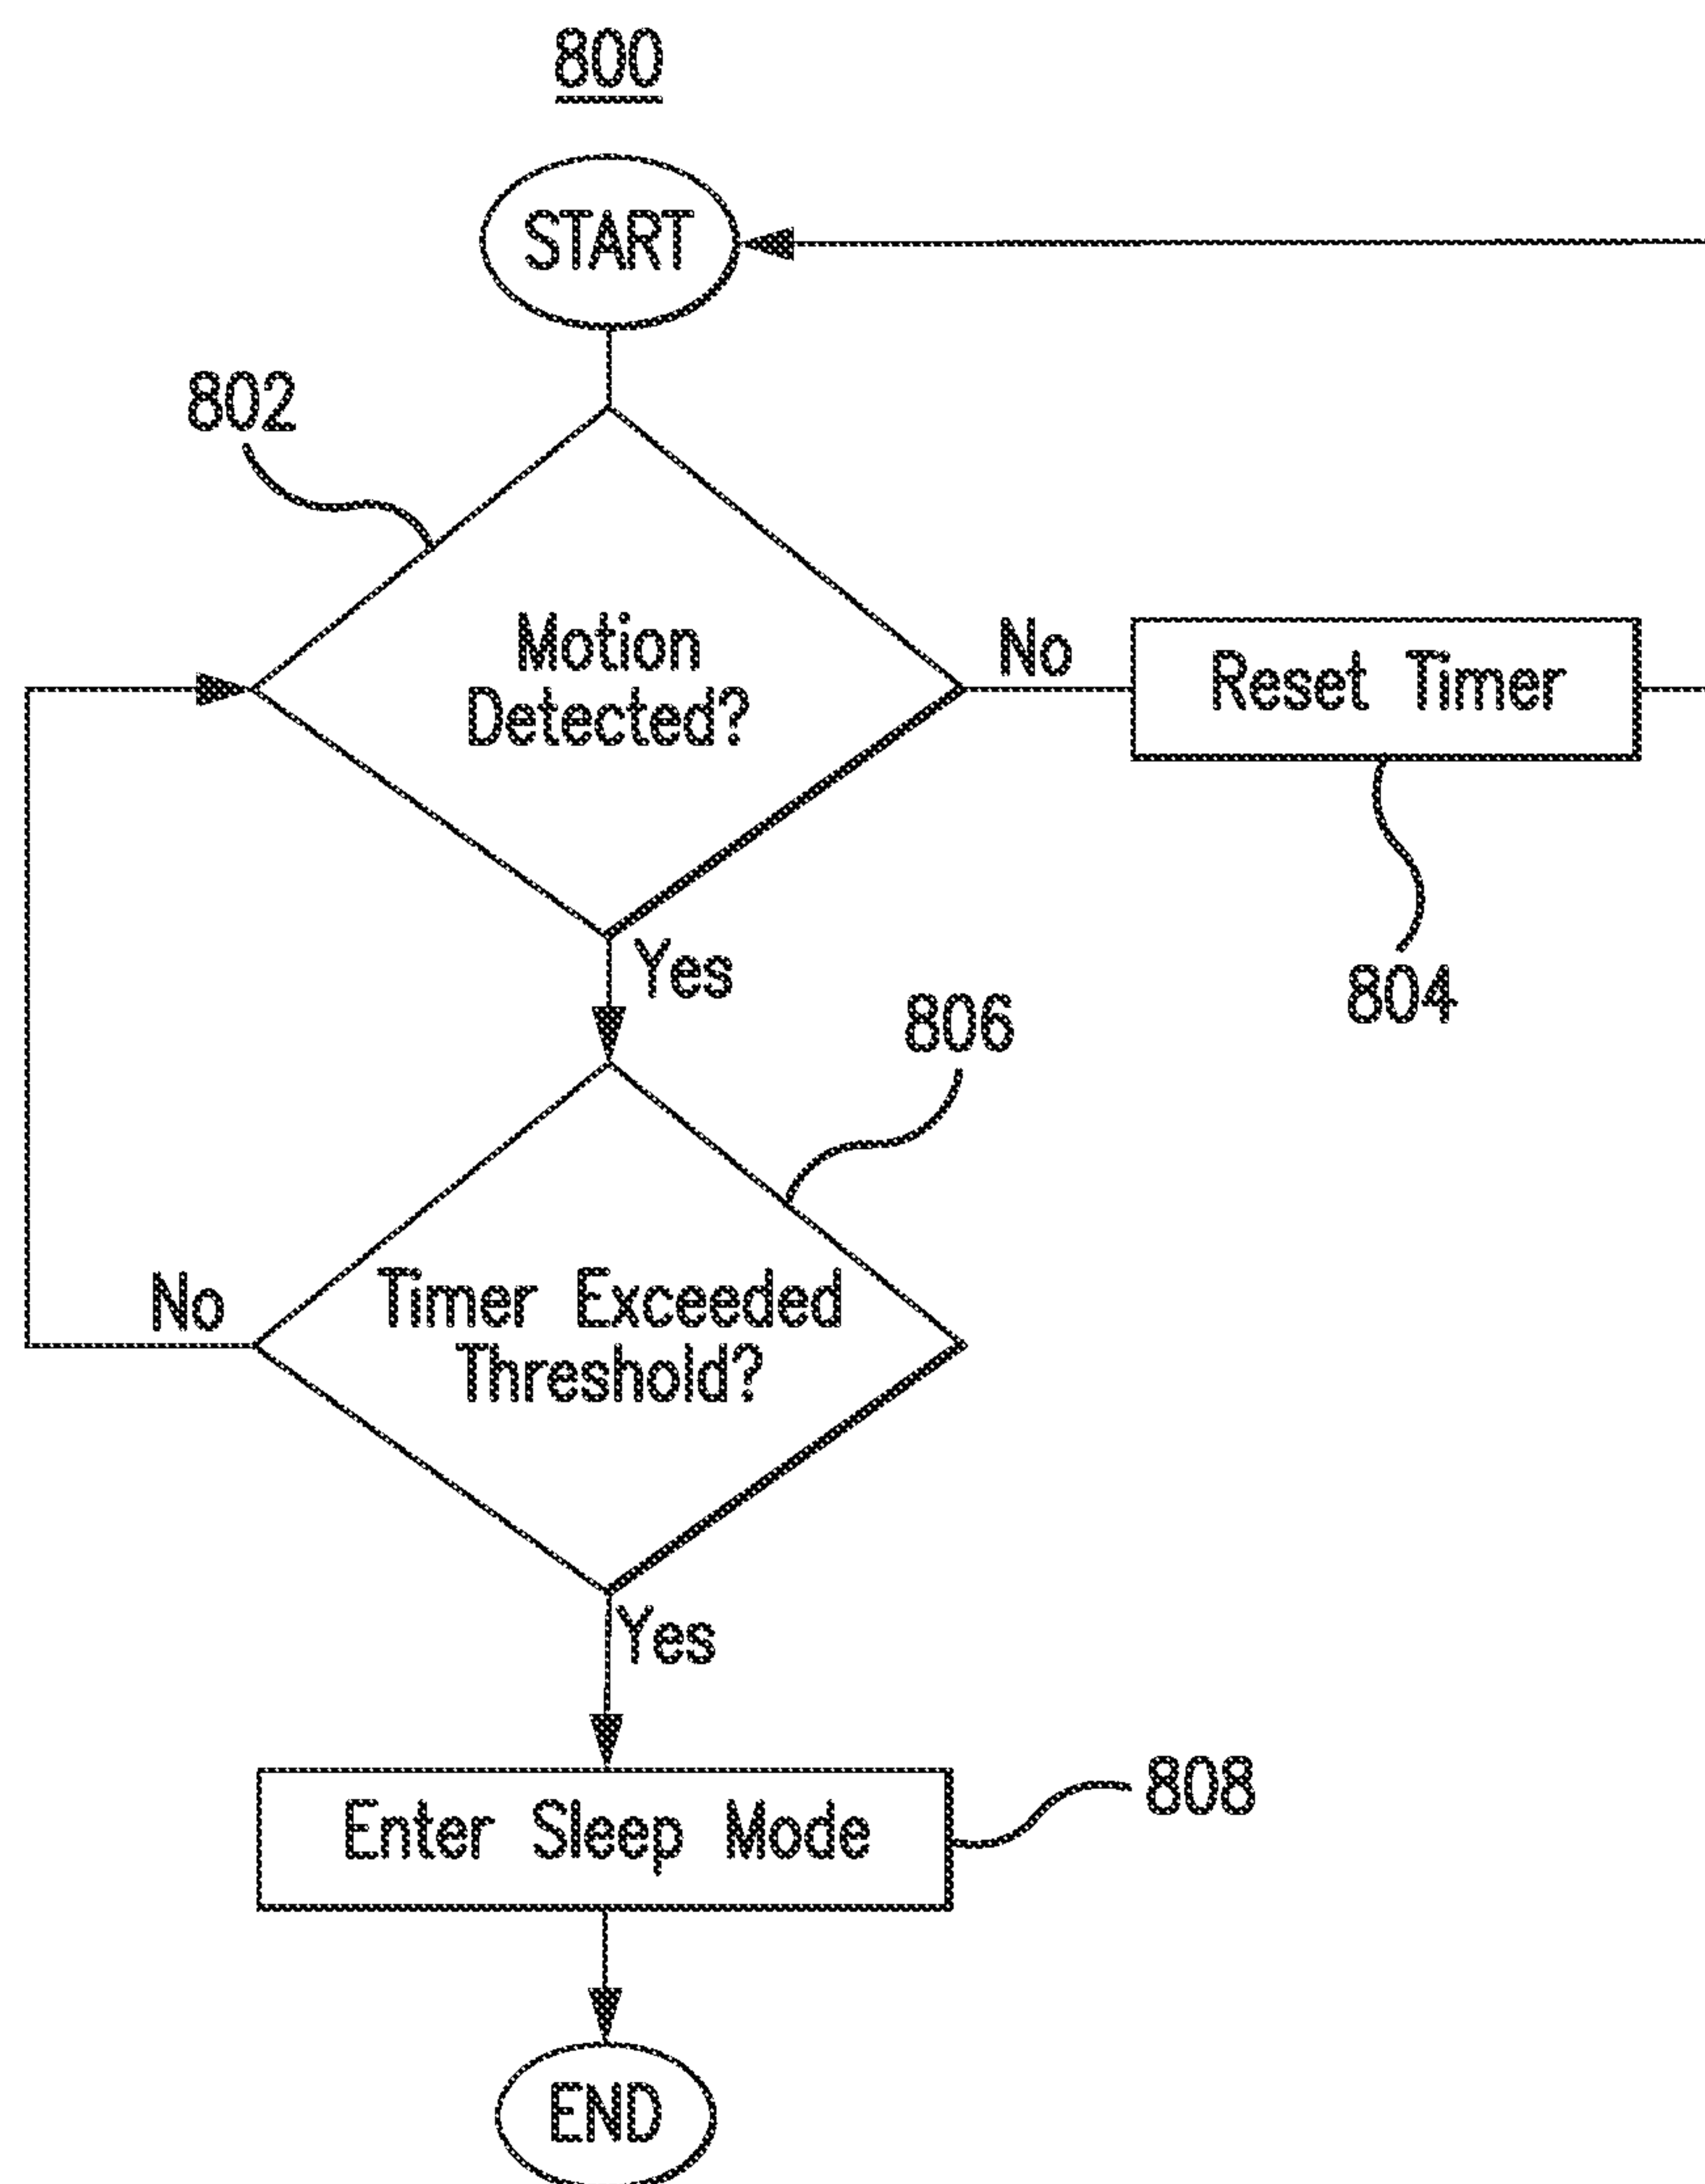 800
START
802
Motion
Detected?
No
Reset Timer
Yes
804
806
No
Timer Exceeded
Threshold?
Yes
Enter Sleep Mode
808
END